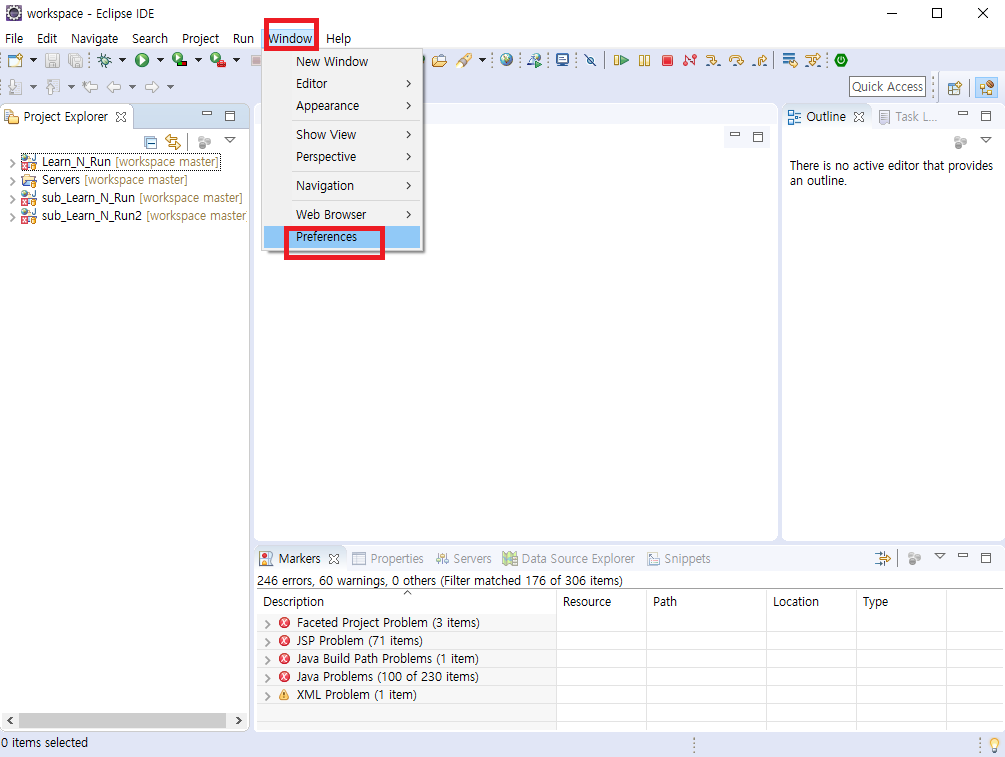 workspace - Eclipse IDE
File Edit Navigate Search Project Run Window Help
New Window
Editor
Appearance
Show View
Perspective
Navigation
Web Browser
Preferences
Quick Access
Project Explorer
Learn_N_Run [workspace master]
Servers [workspace master]
sub_Learn_N_Run [workspace master]
sub_Learn_N_Run2 [workspace master]
Outline Task L...
There is no active editor that provides
an outline.
Markers Properties Servers Data Source Explorer Snippets
246 errors, 60 warnings, 0 others (Filter matched 176 of 306 items)
Description Resource Path Location Type
Faceted Project Problem (3 items)
JSP Problem (71 items)
Java Build Path Problems (1 item)
Java Problems (100 of 230 items)
XML Problem (1 item)
0 items selected